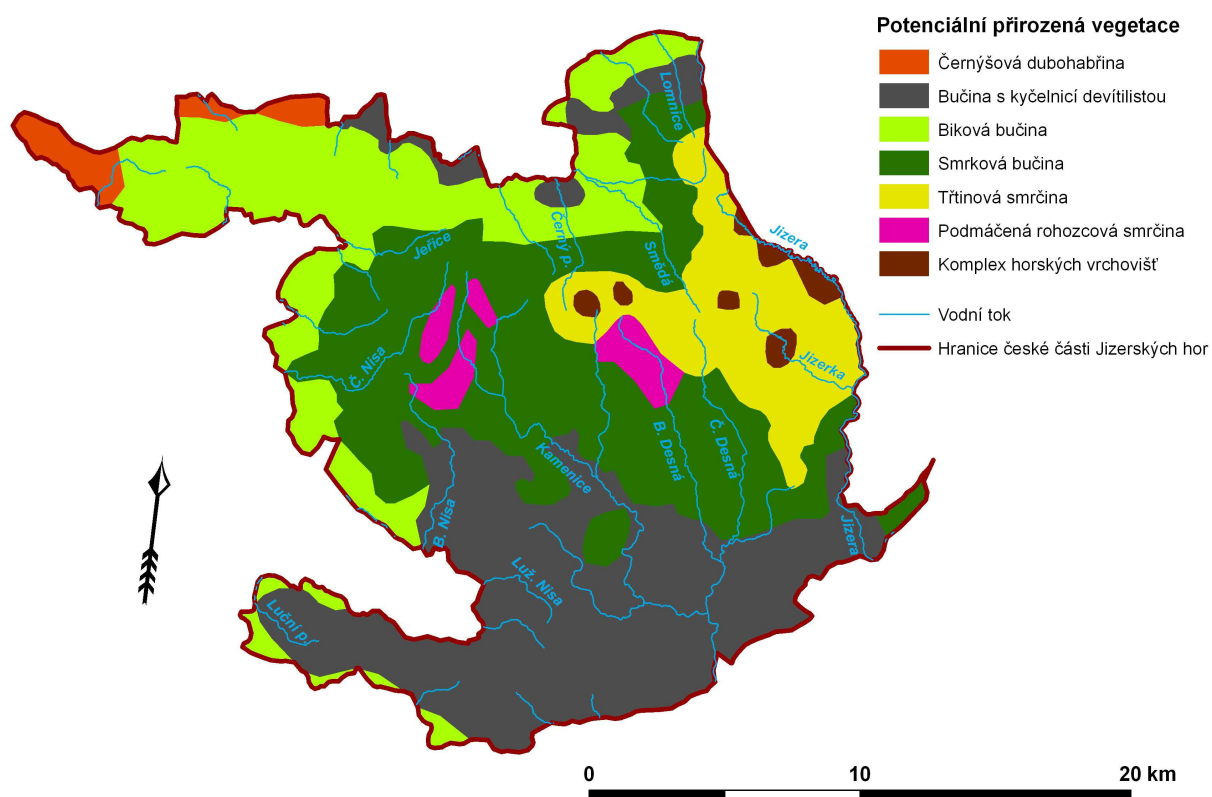 Potenciální přirozená vegetace
Černýšová dubohabřina
Bučina s kyčelnicí devítilistou
Biková bučina
Smrková bučina
Třtinová smrčina
Podmáčená rohozcová smrčina
Komplex horských vrchovišť
Vodní tok
Hranice české části Jizerských hor
Lomnice
Jizera
Jeřice
Černý p.
Smědá
Č. Nisa
Jizerka
B. Desná
Č. Desná
Kamenice
B. Nisa
Jizera
Luž. Nisa
Luční p.
0 10 20 km